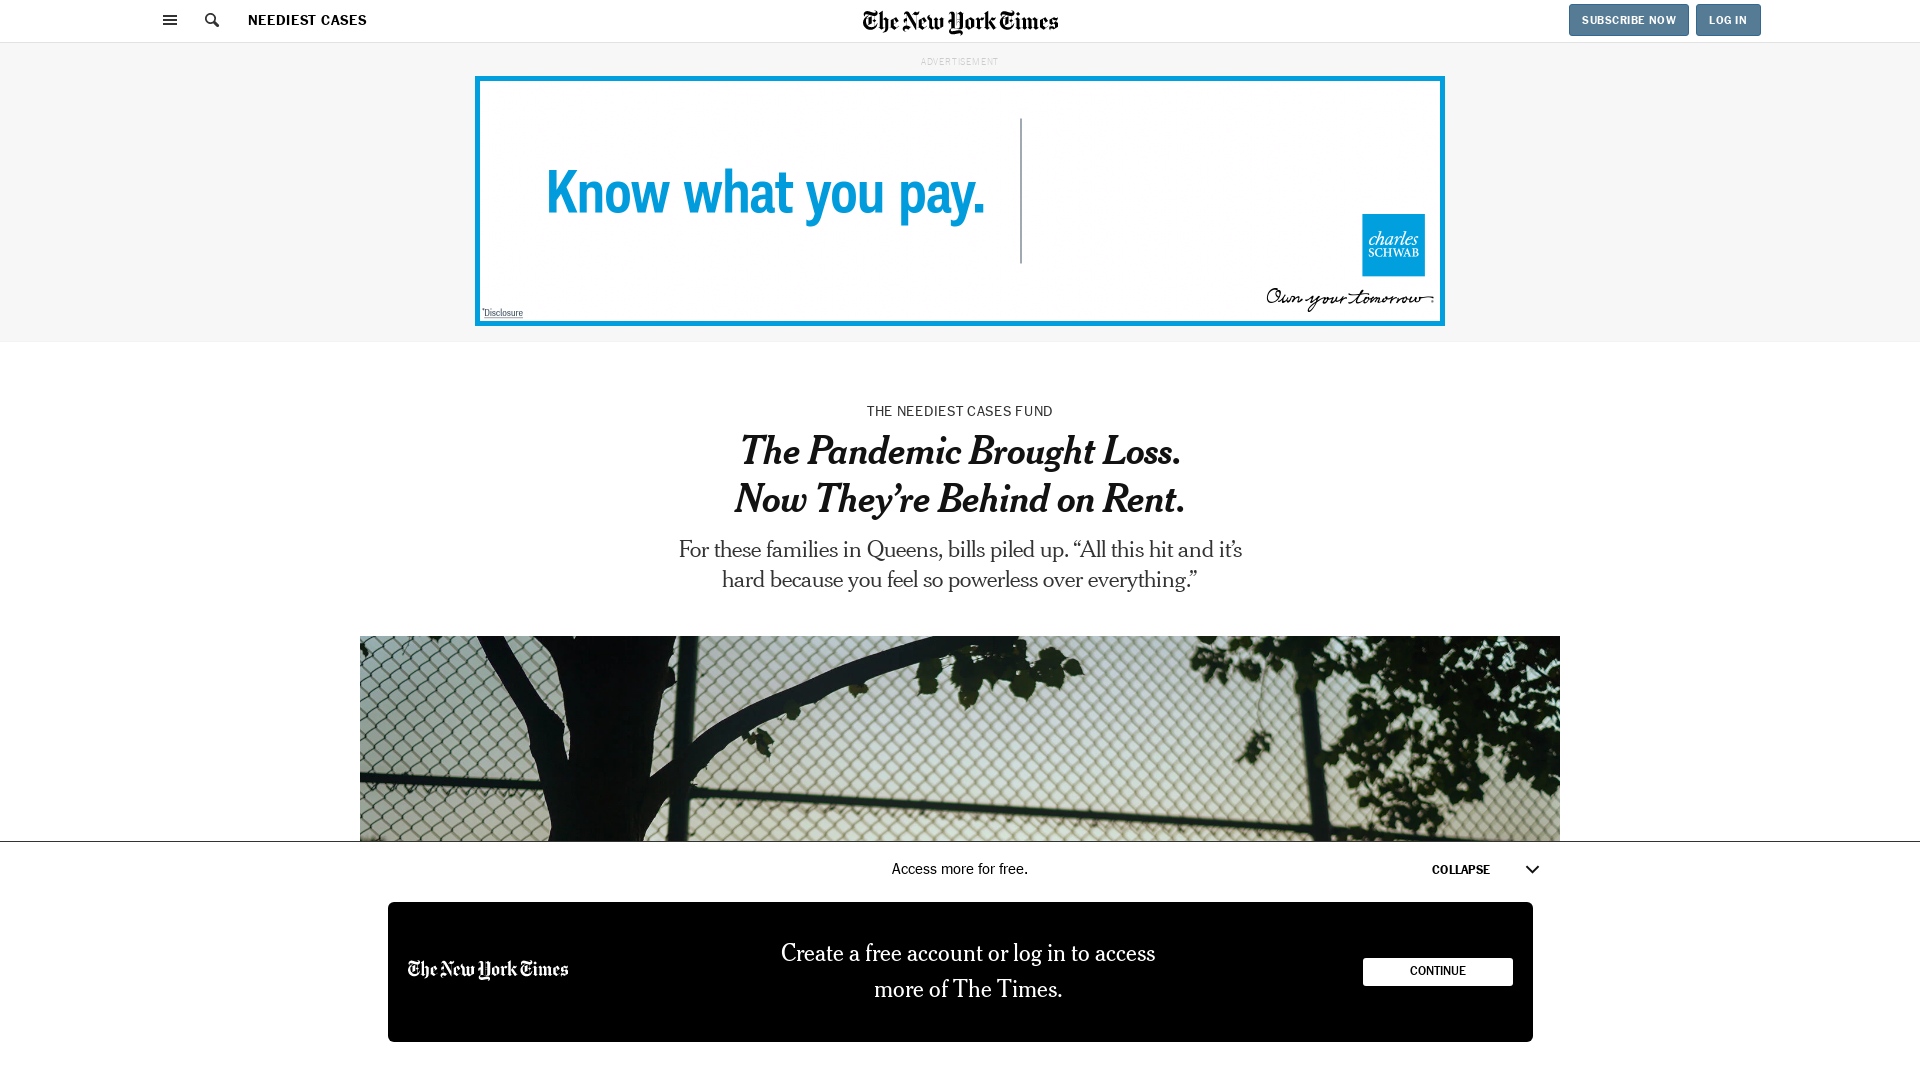 NEEDIEST CASES
The New York Times
SUBSCRIBE NOW
LOG IN
ADVERTISEMENT
Know what you pay.
charles
SCHWAB
Own your tomorrow
*Disclosure
THE NEEDIEST CASES FUND
The Pandemic Brought Loss.
Now They’re Behind on Rent.
For these families in Queens, bills piled up. “All this hit and it’s
hard because you feel so powerless over everything.”
Access more for free.
COLLAPSE
The New York Times
Create a free account or log in to access
more of The Times.
CONTINUE